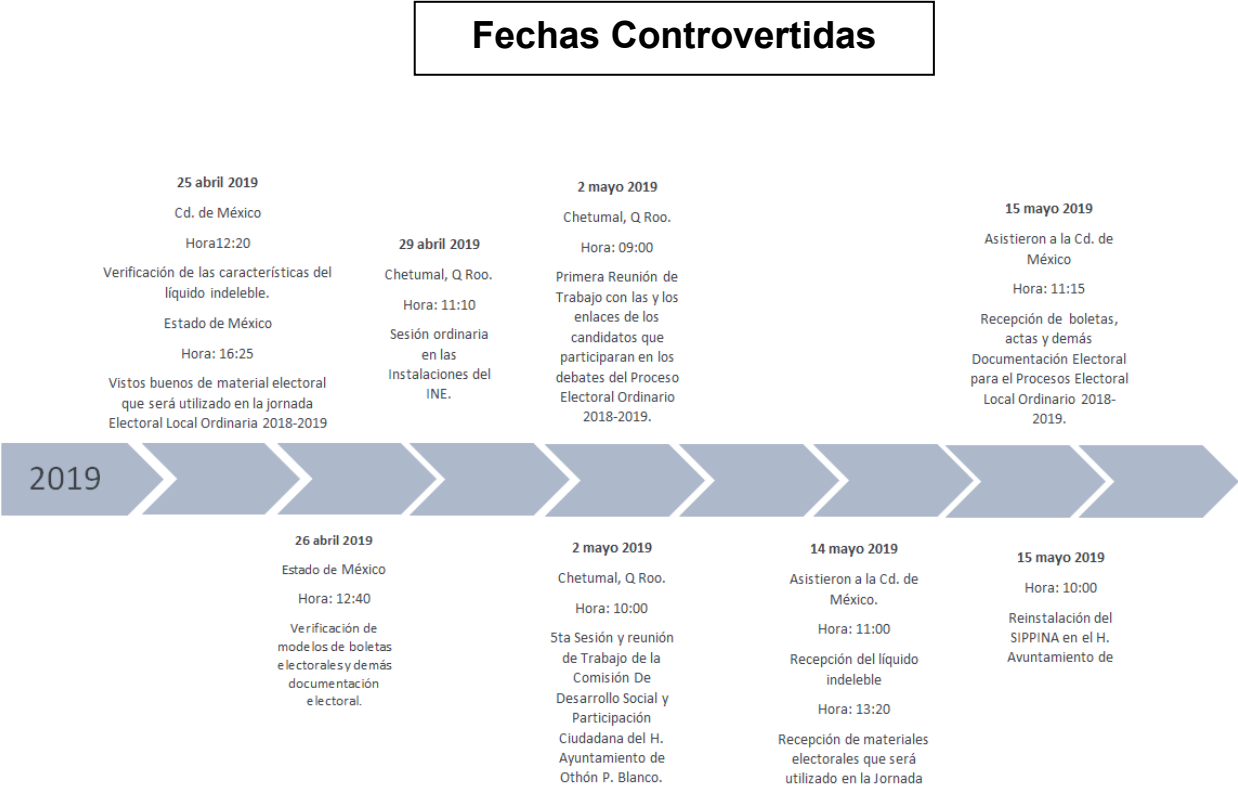 Fechas Controvertidas
25 abril 2019
Cd. de México
Hora12:20
Verificación de las características del
líquido indeleble.
Estado de México
Hora: 16:25
Vistos buenos de material electoral
que será utilizado en la jornada
Electoral Local Ordinaria 2018-2019
29 abril 2019
Chetumal, Q Roo.
Hora: 11:10
Sesión ordinaria
en las
Instalaciones del
INE.
2 mayo 2019
Chetumal, Q Roo.
Hora: 09:00
Primera Reunión de
Trabajo con las y los
enlaces de los
candidatos que
participaran en los
debates del Proceso
Electoral Ordinario
2018-2019.
15 mayo 2019
Asistieron a la Cd. de
México
Hora: 11:15
Recepción de boletas,
actas y demás
Documentación Electoral
para el Procesos Electoral
Local Ordinario 2018-
2019.
2019
26 abril 2019
Estado de México
Hora: 12:40
Verificación de
modelos de boletas
electorales y demás
documentación
electoral.
2 mayo 2019
Chetumal, Q Roo.
Hora: 10:00
5ta Sesión y reunión
de Trabajo de la
Comisión De
Desarrollo Social y
Participación
Ciudadana del H.
Ayuntamiento de
Othón P. Blanco.
14 mayo 2019
Asistieron a la Cd. de
México.
Hora: 11:00
Recepción del líquido
indeleble
Hora: 13:20
Recepción de materiales
electorales que será
utilizado en la Jornada
15 mayo 2019
Hora: 10:00
Reinstalación del
SIPPINA en el H.
Ayuntamiento de